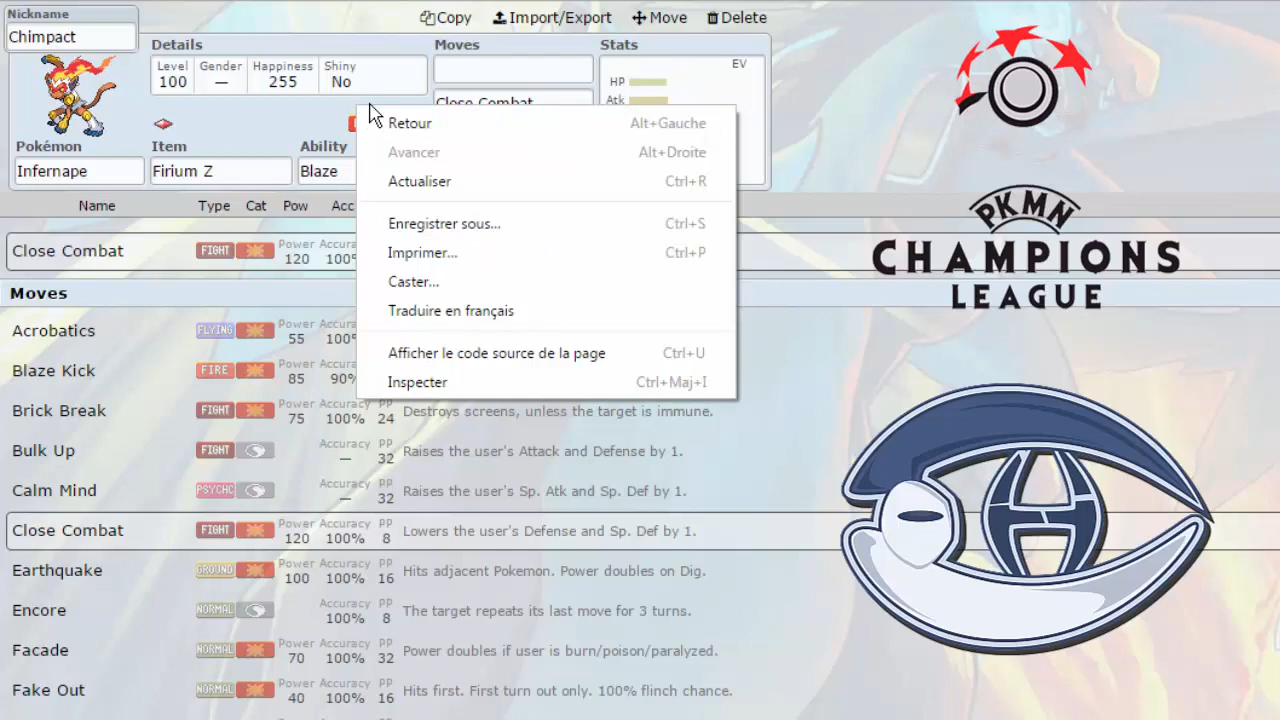 Nickname
Chimpact
Copy Import/Export Move Delete
Details
Moves
Stats
Level Gender Happiness Shiny
100 — 255 No
EV
HP
Atk
Close Combat
Pokémon Item Ability
Infernape Firium Z Blaze
Retour Alt+Gauche
Avancer Alt+Droite
Actualiser Ctrl+R
Enregistrer sous... Ctrl+S
Imprimer... Ctrl+P
Caster...
Traduire en français
Afficher le code source de la page Ctrl+U
Inspecter Ctrl+Maj+I
Name Type Cat Pow Acc
Close Combat FIGHT Power 120 Accuracy 100%
Moves
Acrobatics FLYING Power 55 Accuracy 100%
Blaze Kick FIRE Power 85 Accuracy 90%
Brick Break FIGHT Power 75 Accuracy 100% PP 24 Destroys screens, unless the target is immune.
Bulk Up FIGHT Accuracy — PP 32 Raises the user's Attack and Defense by 1.
Calm Mind PSYCHC Accuracy — PP 32 Raises the user's Sp. Atk and Sp. Def by 1.
Close Combat FIGHT Power 120 Accuracy 100% PP 8 Lowers the user's Defense and Sp. Def by 1.
Earthquake GROUND Power 100 Accuracy 100% PP 16 Hits adjacent Pokemon. Power doubles on Dig.
Encore NORMAL Accuracy 100% PP 8 The target repeats its last move for 3 turns.
Facade NORMAL Power 70 Accuracy 100% PP 32 Power doubles if user is burn/poison/paralyzed.
Fake Out NORMAL Power 40 Accuracy 100% PP 16 Hits first. First turn out only. 100% flinch chance.
PKMN
CHAMPIONS
LEAGUE